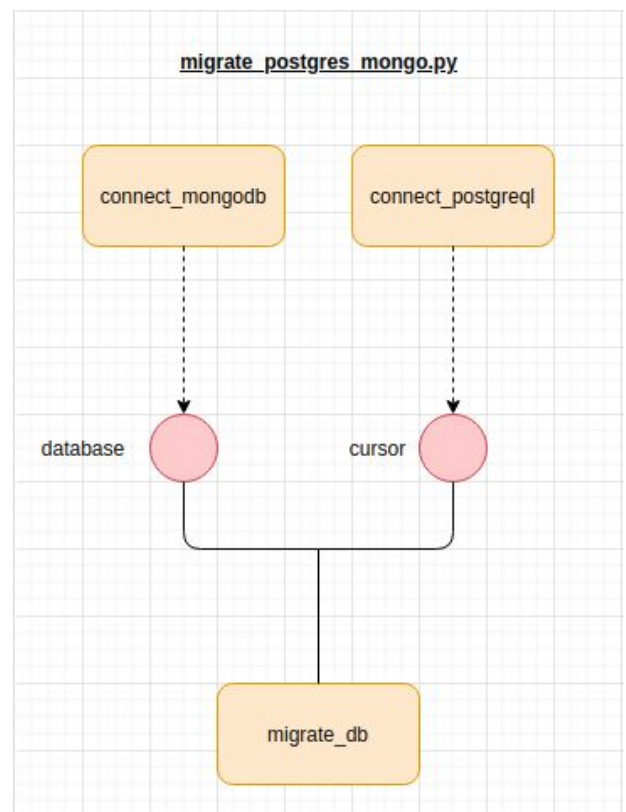 migrate_postgres_mongo.py
connect_mongodb
connect_postgreql
database
cursor
migrate_db